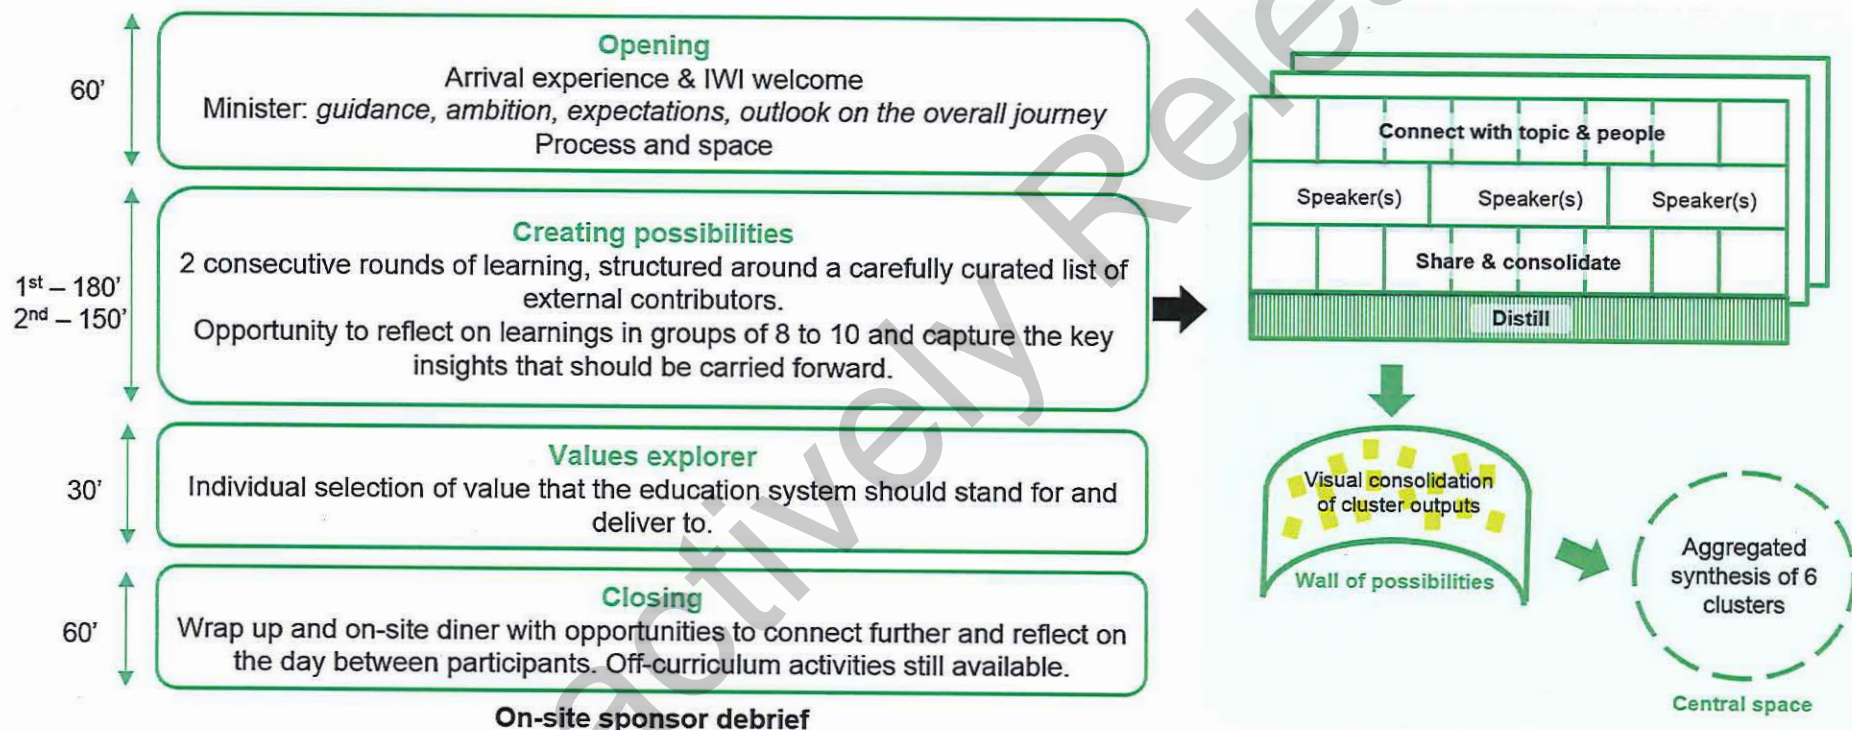 60’
Opening
Arrival experience & IWI welcome
Minister: guidance, ambition, expectations, outlook on the overall journey
Process and space
1st – 180’
2nd – 150’
Creating possibilities
2 consecutive rounds of learning, structured around a carefully curated list of
external contributors.
Opportunity to reflect on learnings in groups of 8 to 10 and capture the key
insights that should be carried forward.
30’
Values explorer
Individual selection of value that the education system should stand for and
deliver to.
60’
Closing
Wrap up and on-site diner with opportunities to connect further and reflect on
the day between participants. Off-curriculum activities still available.
On-site sponsor debrief
Connect with topic & people
Speaker(s) Speaker(s) Speaker(s)
Share & consolidate
Distill
Visual consolidation
of cluster outputs
Wall of possibilities
Aggregated
synthesis of 6
clusters
Central space
actively Rele